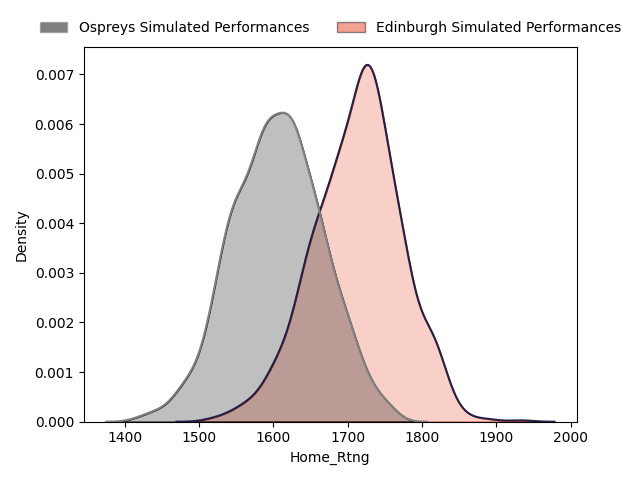 Ospreys Simulated Performances Edinburgh Simulated Performances
0.007
0.006
0.005
0.004
0.003
0.002
0.001
0.000
Density
1400 1500 1600 1700 1800 1900 2000
Home_Rtng